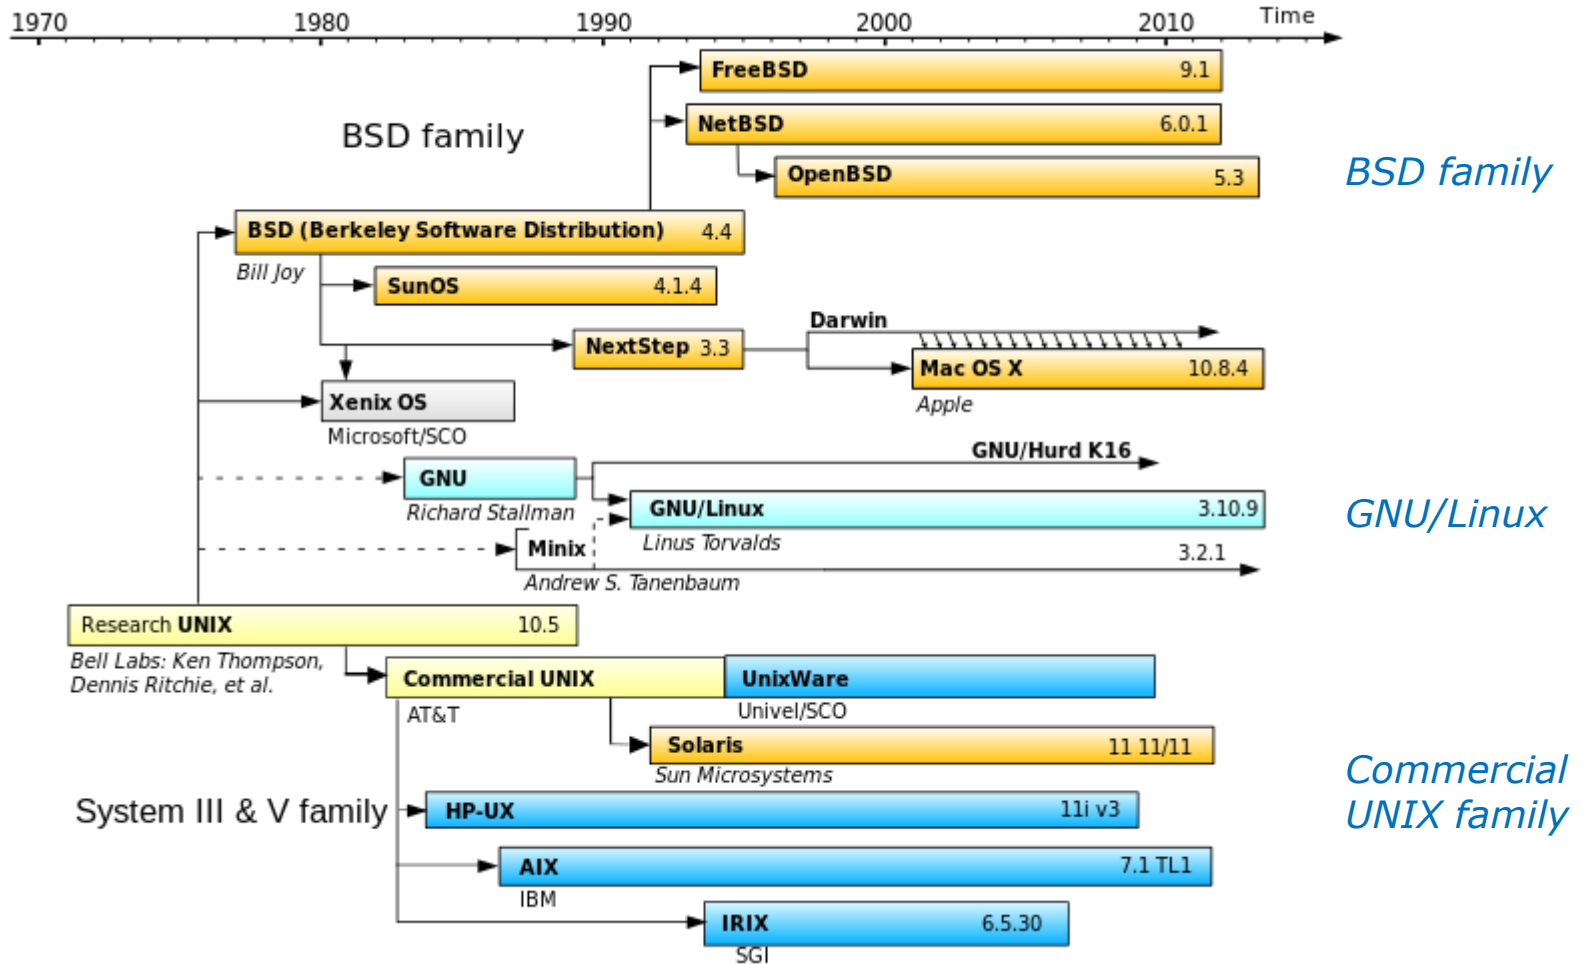 1970 1980 1990 2000 2010 Time
FreeBSD 9.1
BSD family
NetBSD 6.0.1
OpenBSD 5.3
BSD family
BSD (Berkeley Software Distribution) 4.4
Bill Joy
SunOS 4.1.4
Darwin
NextStep 3.3
Mac OS X 10.8.4
Apple
Xenix OS
Microsoft/SCO
GNU/Hurd K16
GNU
Richard Stallman
GNU/Linux 3.10.9
GNU/Linux
Linus Torvalds
Minix 3.2.1
Andrew S. Tanenbaum
Research UNIX 10.5
Bell Labs: Ken Thompson,
Dennis Ritchie, et al.
Commercial UNIX
AT&T
UnixWare
Univel/SCO
Solaris 11 11/11
Sun Microsystems
Commercial
UNIX family
System III & V family
HP-UX 11i v3
AIX 7.1 TL1
IBM
IRIX 6.5.30
SGI